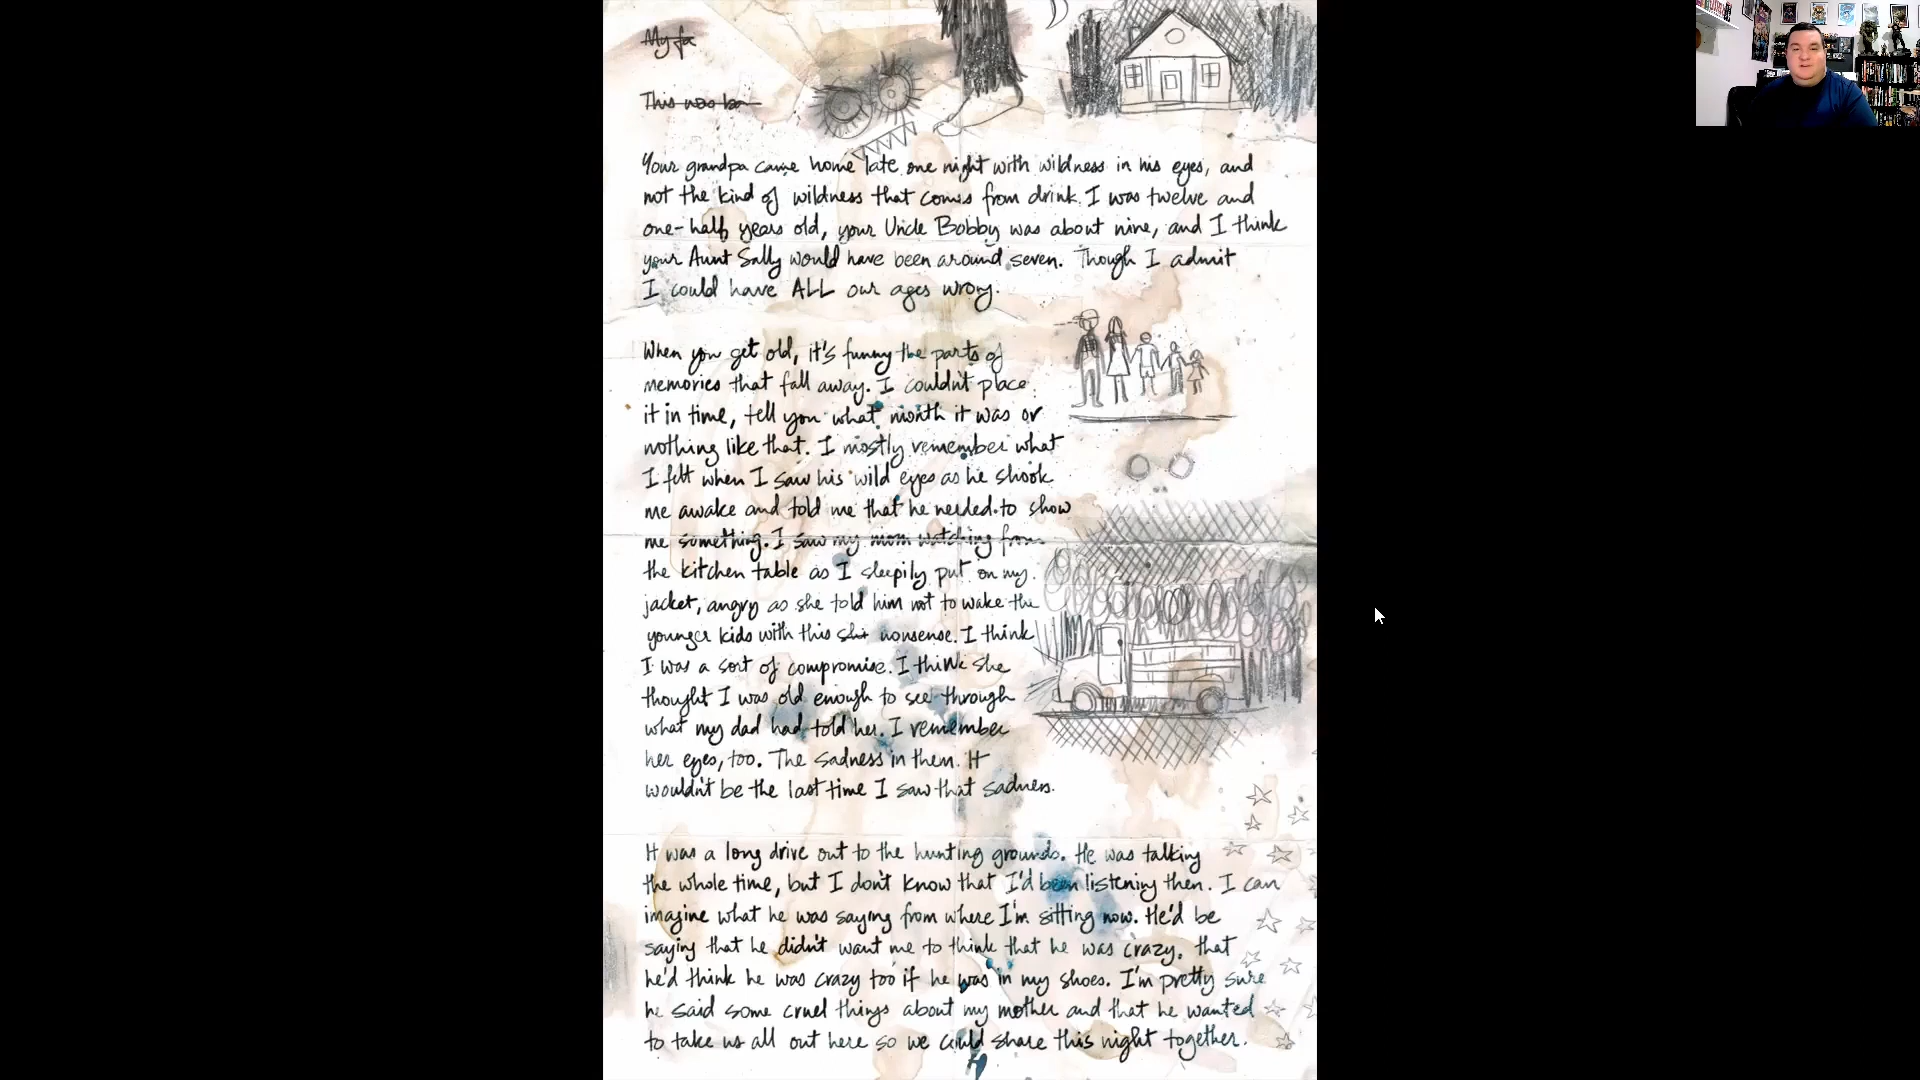 My fa
This was ba
Your grandpa came home late one night with wildness in his eyes, and
not the kind of wildness that comes from drink. I was twelve and
one-half years old, your Uncle Bobby was about nine, and I think
your Aunt Sally would have been around seven. Though I admit
I could have ALL our ages wrong.
When you get old, it's funny the parts of
memories that fall away. I couldn't place
it in time, tell you what month it was or
nothing like that. I mostly remember what
I felt when I saw his wild eyes as he shook
me awake and told me that he needed to show
me something. I saw my mom watching from
the kitchen table as I sleepily put on my
jacket, angry as she told him not to wake the
younger kids with this shit nonsense. I think
I was a sort of compromise. I think she
thought I was old enough to see through
what my dad had told her. I remember
her eyes, too. The sadness in them. It
wouldn't be the last time I saw that sadness.
It was a long drive out to the hunting grounds. He was talking
the whole time, but I don't know that I'd been listening then. I can
imagine what he was saying from where I'm sitting now. He'd be
saying that he didn't want me to think that he was crazy, that
he'd think he was crazy too if he was in my shoes. I'm pretty sure
he said some cruel things about my mother and that he wanted
to take us all out here so we could share this night together.